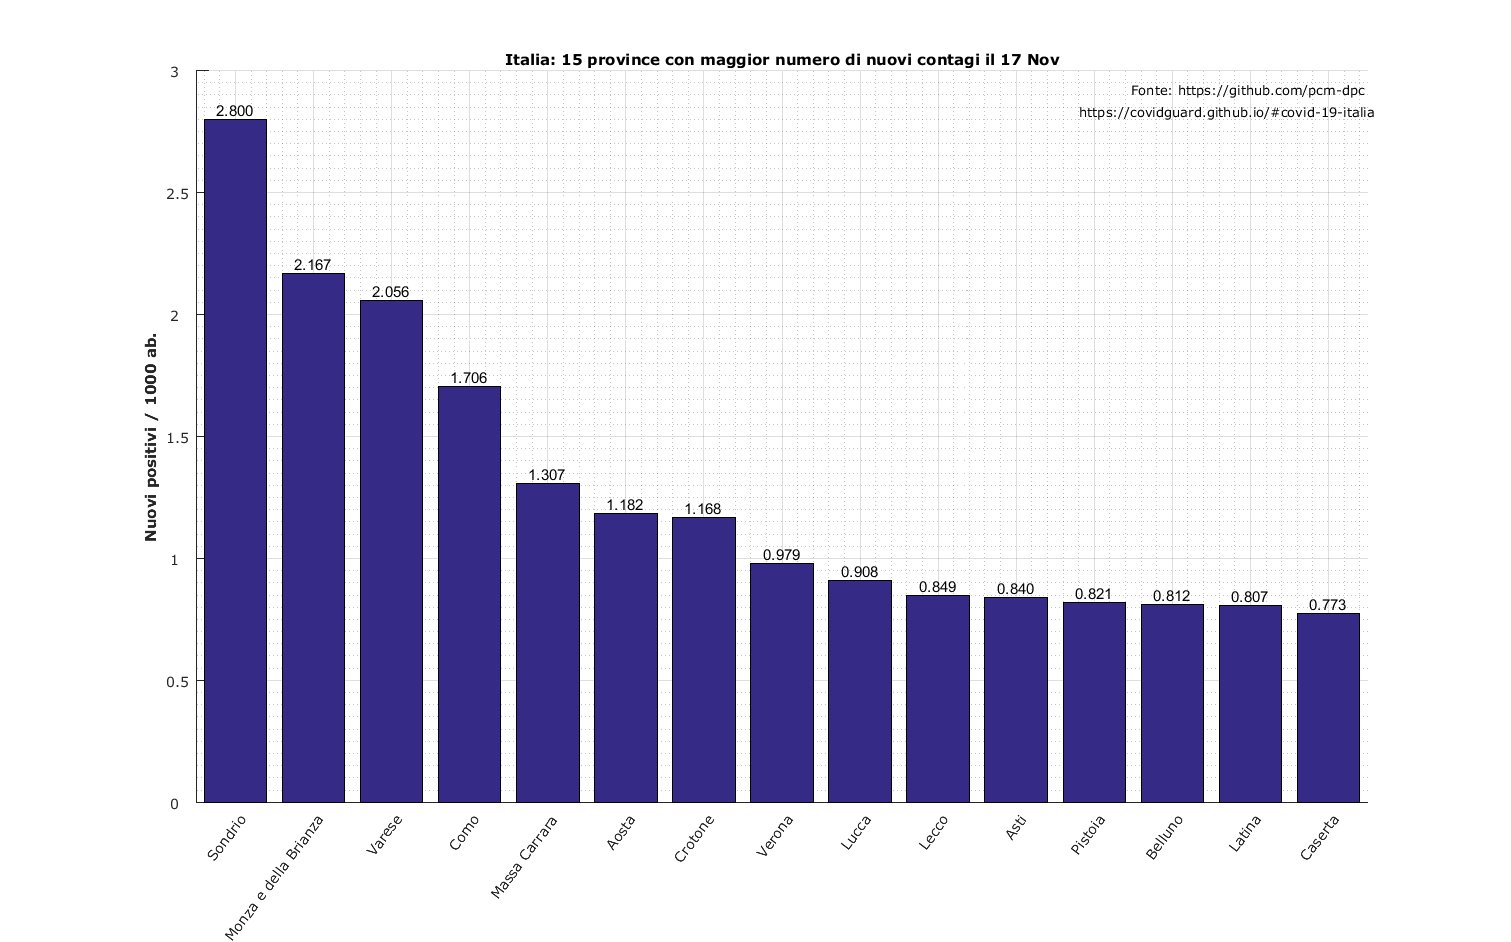 Italia: 15 province con maggior numero di nuovi contagi il 17 Nov
Fonte: https://github.com/pcm-dpc
https://covidguard.github.io/#covid-19-italia
Nuovi positivi / 1000 ab.
3
2.5
2
1.5
1
0.5
0
2.800
2.167
2.056
1.706
1.307
1.182
1.168
0.979
0.908
0.849
0.840
0.821
0.812
0.807
0.773
Sondrio
Monza e della Brianza
Varese
Como
Massa Carrara
Aosta
Crotone
Verona
Lucca
Lecco
Asti
Pistoia
Belluno
Latina
Caserta